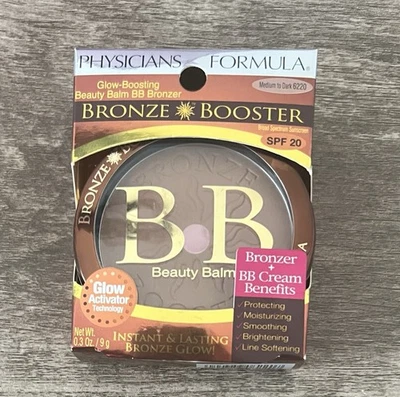 PHYSICIANS FORMULA®
Glow-Boosting
Beauty Balm BB Bronzer
Medium to Dark 6220
BRONZE BOOSTER
Broad Spectrum Sunscreen
SPF 20
BRONZE
BB
Beauty Balm
Bronzer
+
BB Cream
Benefits
✓Protecting
✓Moisturizing
✓Smoothing
✓Brightening
✓Line Softening
Glow
Activator
Technology
Net Wt.
0.3 Oz. / 9 g
INSTANT & LASTING
BRONZE GLOW!